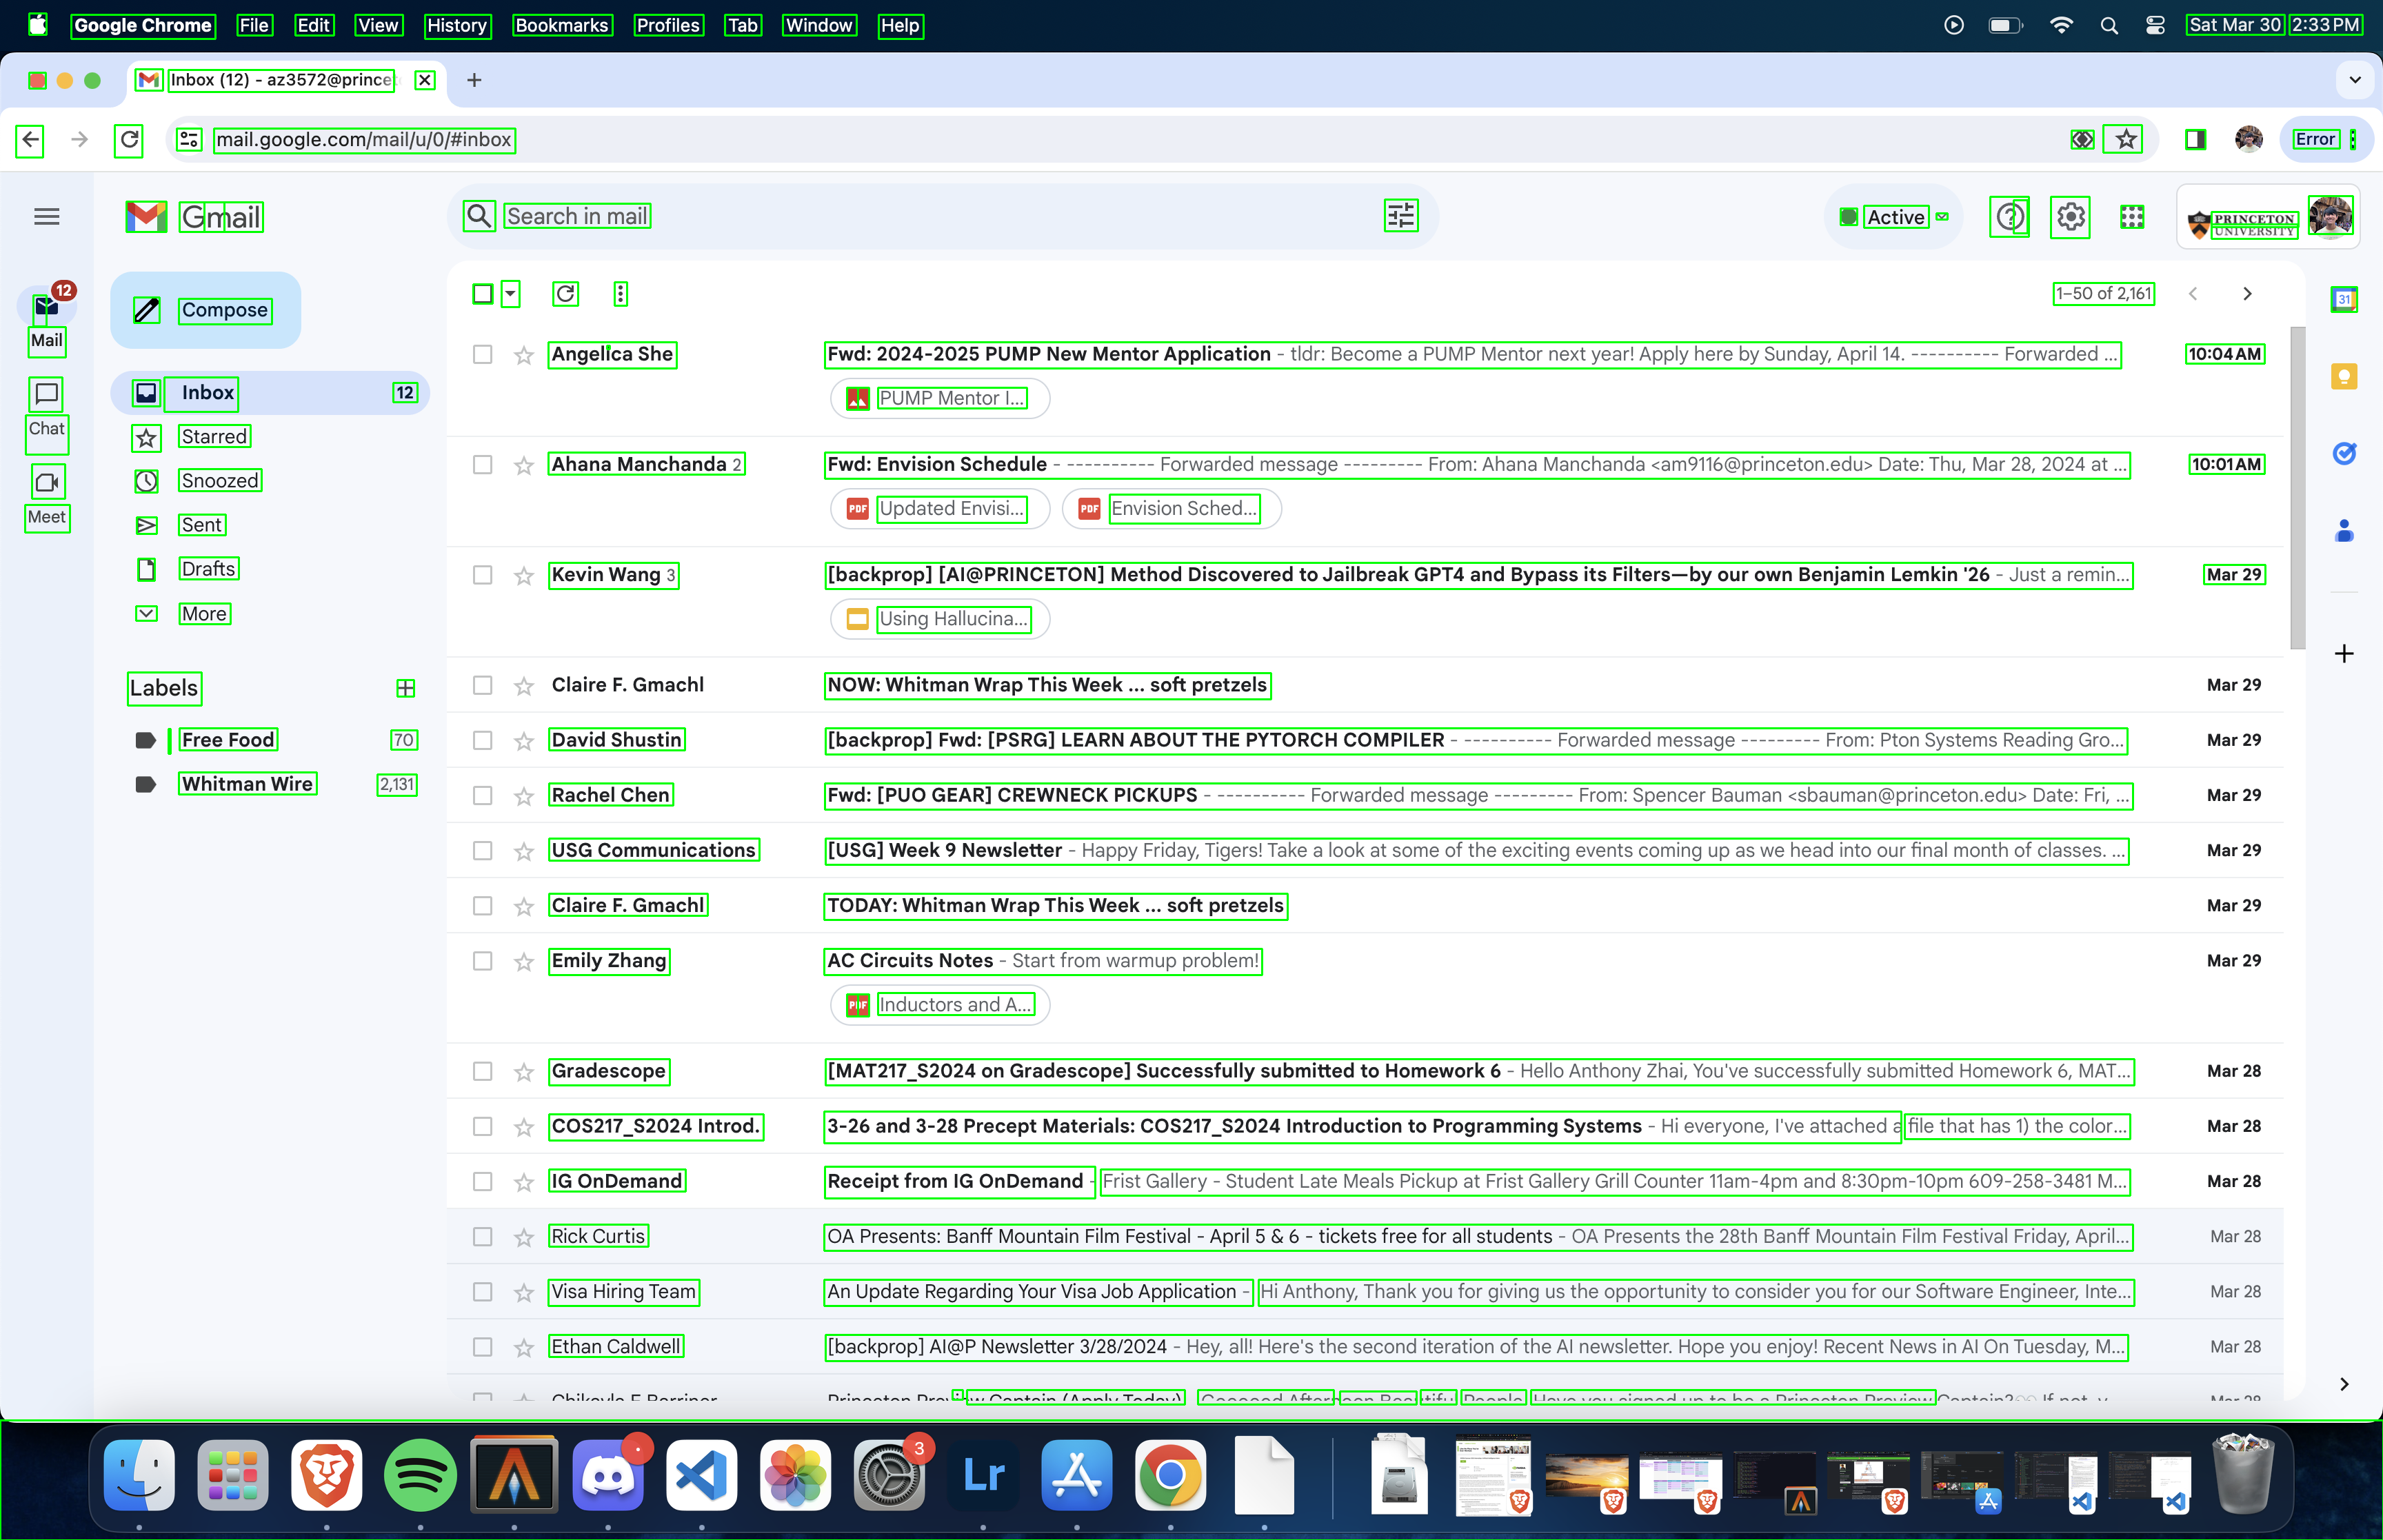 Google Chrome File Edit View History Bookmarks Profiles Tab Window Help Sat Mar 30 2:33 PM
Inbox (12) - az3572@prince
mail.google.com/mail/u/0/#inbox Error
Gmail Search in mail Active PRINCETON UNIVERSITY
12
Mail
Chat
Meet
Compose
Inbox 12
Starred
Snoozed
Sent
Drafts
More
Labels
Free Food 70
Whitman Wire 2,131
1–50 of 2,161
31
Angelica She Fwd: 2024-2025 PUMP New Mentor Application - tldr: Become a PUMP Mentor next year! Apply here by Sunday, April 14. ---------- Forwarded ... 10:04 AM
PUMP Mentor I...
Ahana Manchanda 2 Fwd: Envision Schedule - ---------- Forwarded message --------- From: Ahana Manchanda <am9116@princeton.edu> Date: Thu, Mar 28, 2024 at ... 10:01 AM
PDF Updated Envisi... PDF Envision Sched...
Kevin Wang 3 [backprop] [AI@PRINCETON] Method Discovered to Jailbreak GPT4 and Bypass its Filters—by our own Benjamin Lemkin '26 - Just a remin... Mar 29
Using Hallucina...
Claire F. Gmachl NOW: Whitman Wrap This Week ... soft pretzels Mar 29
David Shustin [backprop] Fwd: [PSRG] LEARN ABOUT THE PYTORCH COMPILER - ---------- Forwarded message --------- From: Pton Systems Reading Gro... Mar 29
Rachel Chen Fwd: [PUO GEAR] CREWNECK PICKUPS - ---------- Forwarded message --------- From: Spencer Bauman <sbauman@princeton.edu> Date: Fri, ... Mar 29
USG Communications [USG] Week 9 Newsletter - Happy Friday, Tigers! Take a look at some of the exciting events coming up as we head into our final month of classes. ... Mar 29
Claire F. Gmachl TODAY: Whitman Wrap This Week ... soft pretzels Mar 29
Emily Zhang AC Circuits Notes - Start from warmup problem! Mar 29
PDF Inductors and A...
Gradescope [MAT217_S2024 on Gradescope] Successfully submitted to Homework 6 - Hello Anthony Zhai, You've successfully submitted Homework 6, MAT... Mar 28
COS217_S2024 Introd. 3-26 and 3-28 Precept Materials: COS217_S2024 Introduction to Programming Systems - Hi everyone, I've attached a file that has 1) the color... Mar 28
IG OnDemand Receipt from IG OnDemand - Frist Gallery - Student Late Meals Pickup at Frist Gallery Grill Counter 11am-4pm and 8:30pm-10pm 609-258-3481 M... Mar 28
Rick Curtis OA Presents: Banff Mountain Film Festival - April 5 & 6 - tickets free for all students - OA Presents the 28th Banff Mountain Film Festival Friday, April... Mar 28
Visa Hiring Team An Update Regarding Your Visa Job Application - Hi Anthony, Thank you for giving us the opportunity to consider you for our Software Engineer, Inte... Mar 28
Ethan Caldwell [backprop] AI@P Newsletter 3/28/2024 - Hey, all! Here's the second iteration of the AI newsletter. Hope you enjoy! Recent News in AI On Tuesday, M... Mar 28
Princeton Preview Captain (Apply Today) Have you signed up to be a Princeton Preview Captain? If not, Mar 28
3
Lr